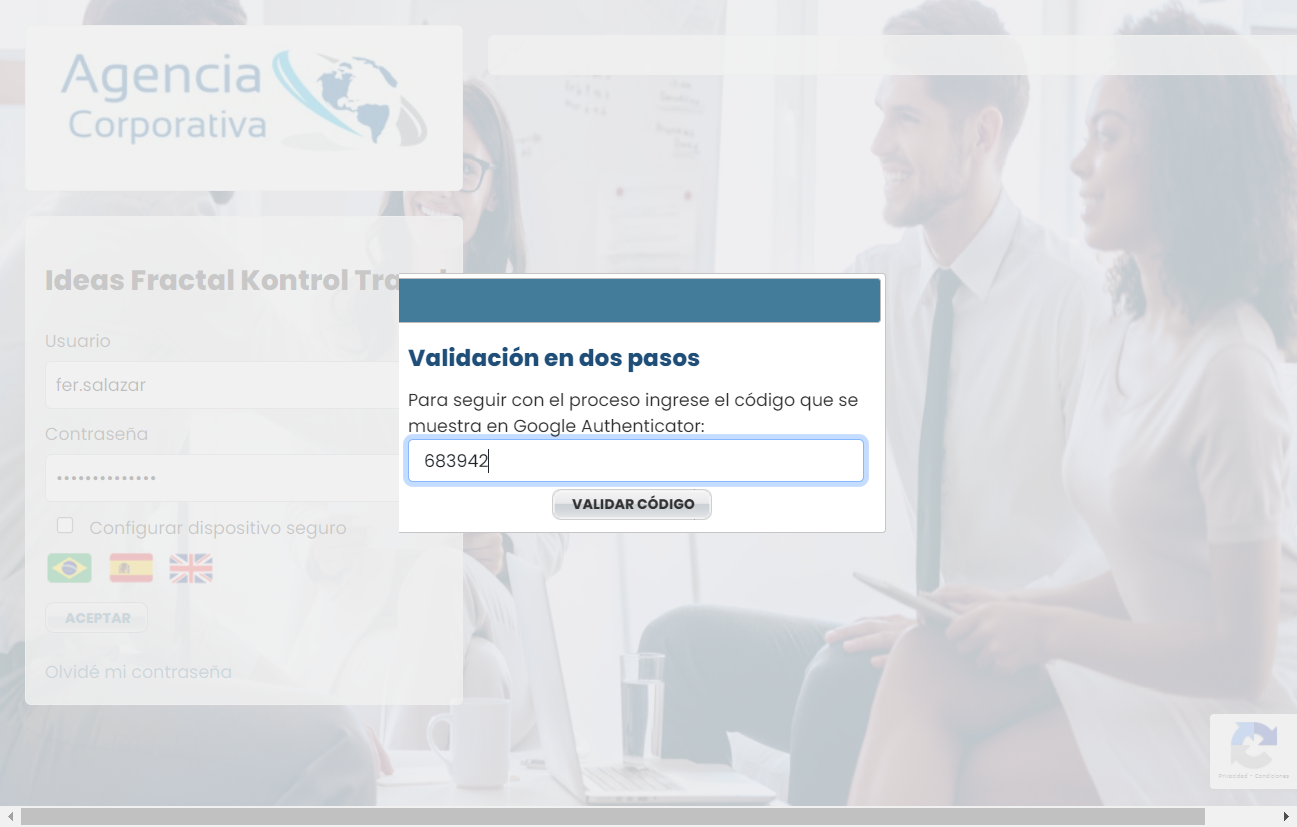 Agencia
Corporativa
Ideas Fractal Kontrol
Usuario
fer.salazar
Contraseña
••••••••••••••
Configurar dispositivo seguro
ACEPTAR
Olvidé mi contraseña
Validación en dos pasos
Para seguir con el proceso ingrese el código que se
muestra en Google Authenticator:
683942
VALIDAR CÓDIGO
Privacidad - Condiciones